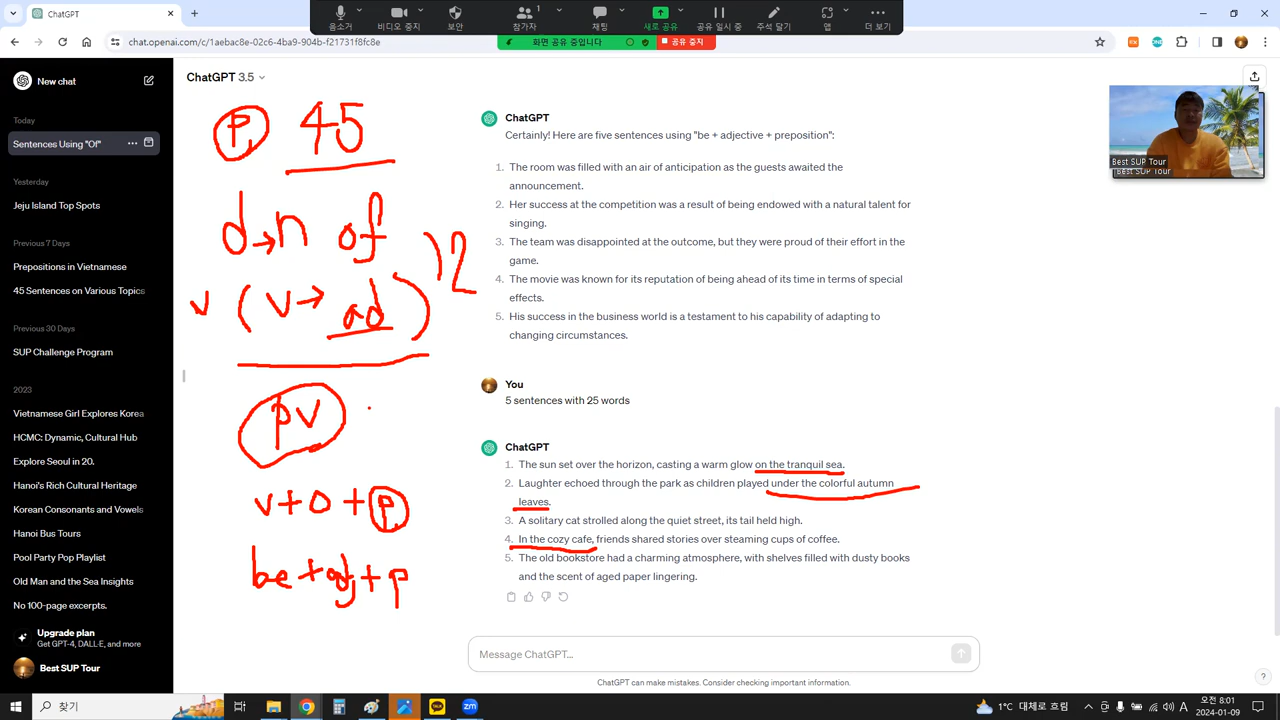 ChatGPT
음소거
비디오 중지
보안
참가자
1
채팅
새로 공유
공유 일시 중지
주석 달기
앱
더 보기
chat.openai.com/c/1aebac8e-02c6-4ba9-904b-f21731f8fc8e
화면 공유 중입니다
공유 중지
New chat
Today
Sentences Using "Of"
Yesterday
Jeju Island Top Spots
Previous 7 Days
Prepositions in Vietnamese
45 Sentences on Various Topics
Previous 30 Days
SUP Challenge Program
2023
Vietnamese Girl Explores Korea
HCMC: Dynamic, Cultural Hub
Explore Seoul in 20.
Hanoi's Rich Cultural Heritage
Korean Consonants and Vowels
Hanoi Bus Tours
Pool Party Pop Playlist
Old Man and the Sea Insights
No 100-page excerpts.
Upgrade plan
Get GPT-4, DALL·E, and more
Best SUP Tour
ChatGPT 3.5
P, 45
d→n of
v (v→ad) 12
pv
v+o+p,
be+adj+p
ChatGPT
Certainly! Here are five sentences using "be + adjective + preposition":
1. The room was filled with an air of anticipation as the guests awaited the
announcement.
2. Her success at the competition was a result of being endowed with a natural talent for
singing.
3. The team was disappointed at the outcome, but they were proud of their effort in the
game.
4. The movie was known for its reputation of being ahead of its time in terms of special
effects.
5. His success in the business world is a testament to his capability of adapting to
changing circumstances.
You
5 sentences with 25 words
ChatGPT
1. The sun set over the horizon, casting a warm glow on the tranquil sea.
2. Laughter echoed through the park as children played under the colorful autumn
leaves.
3. A solitary cat strolled along the quiet street, its tail held high.
4. In the cozy cafe, friends shared stories over steaming cups of coffee.
5. The old bookstore had a charming atmosphere, with shelves filled with dusty books
and the scent of aged paper lingering.
Message ChatGPT...
ChatGPT can make mistakes. Consider checking important information.
?
Best SUP Tour
Best SUP Tour
찾기
zm
1°C 대체로 흐림
A
오전 8:01
2024-01-09